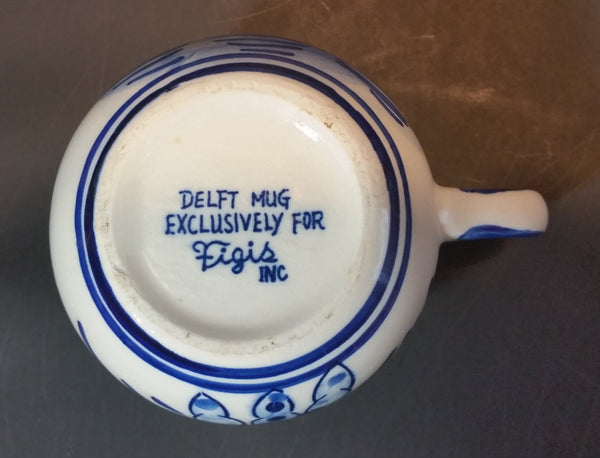 DELFT MUG
EXCLUSIVELY FOR
Figis
INC